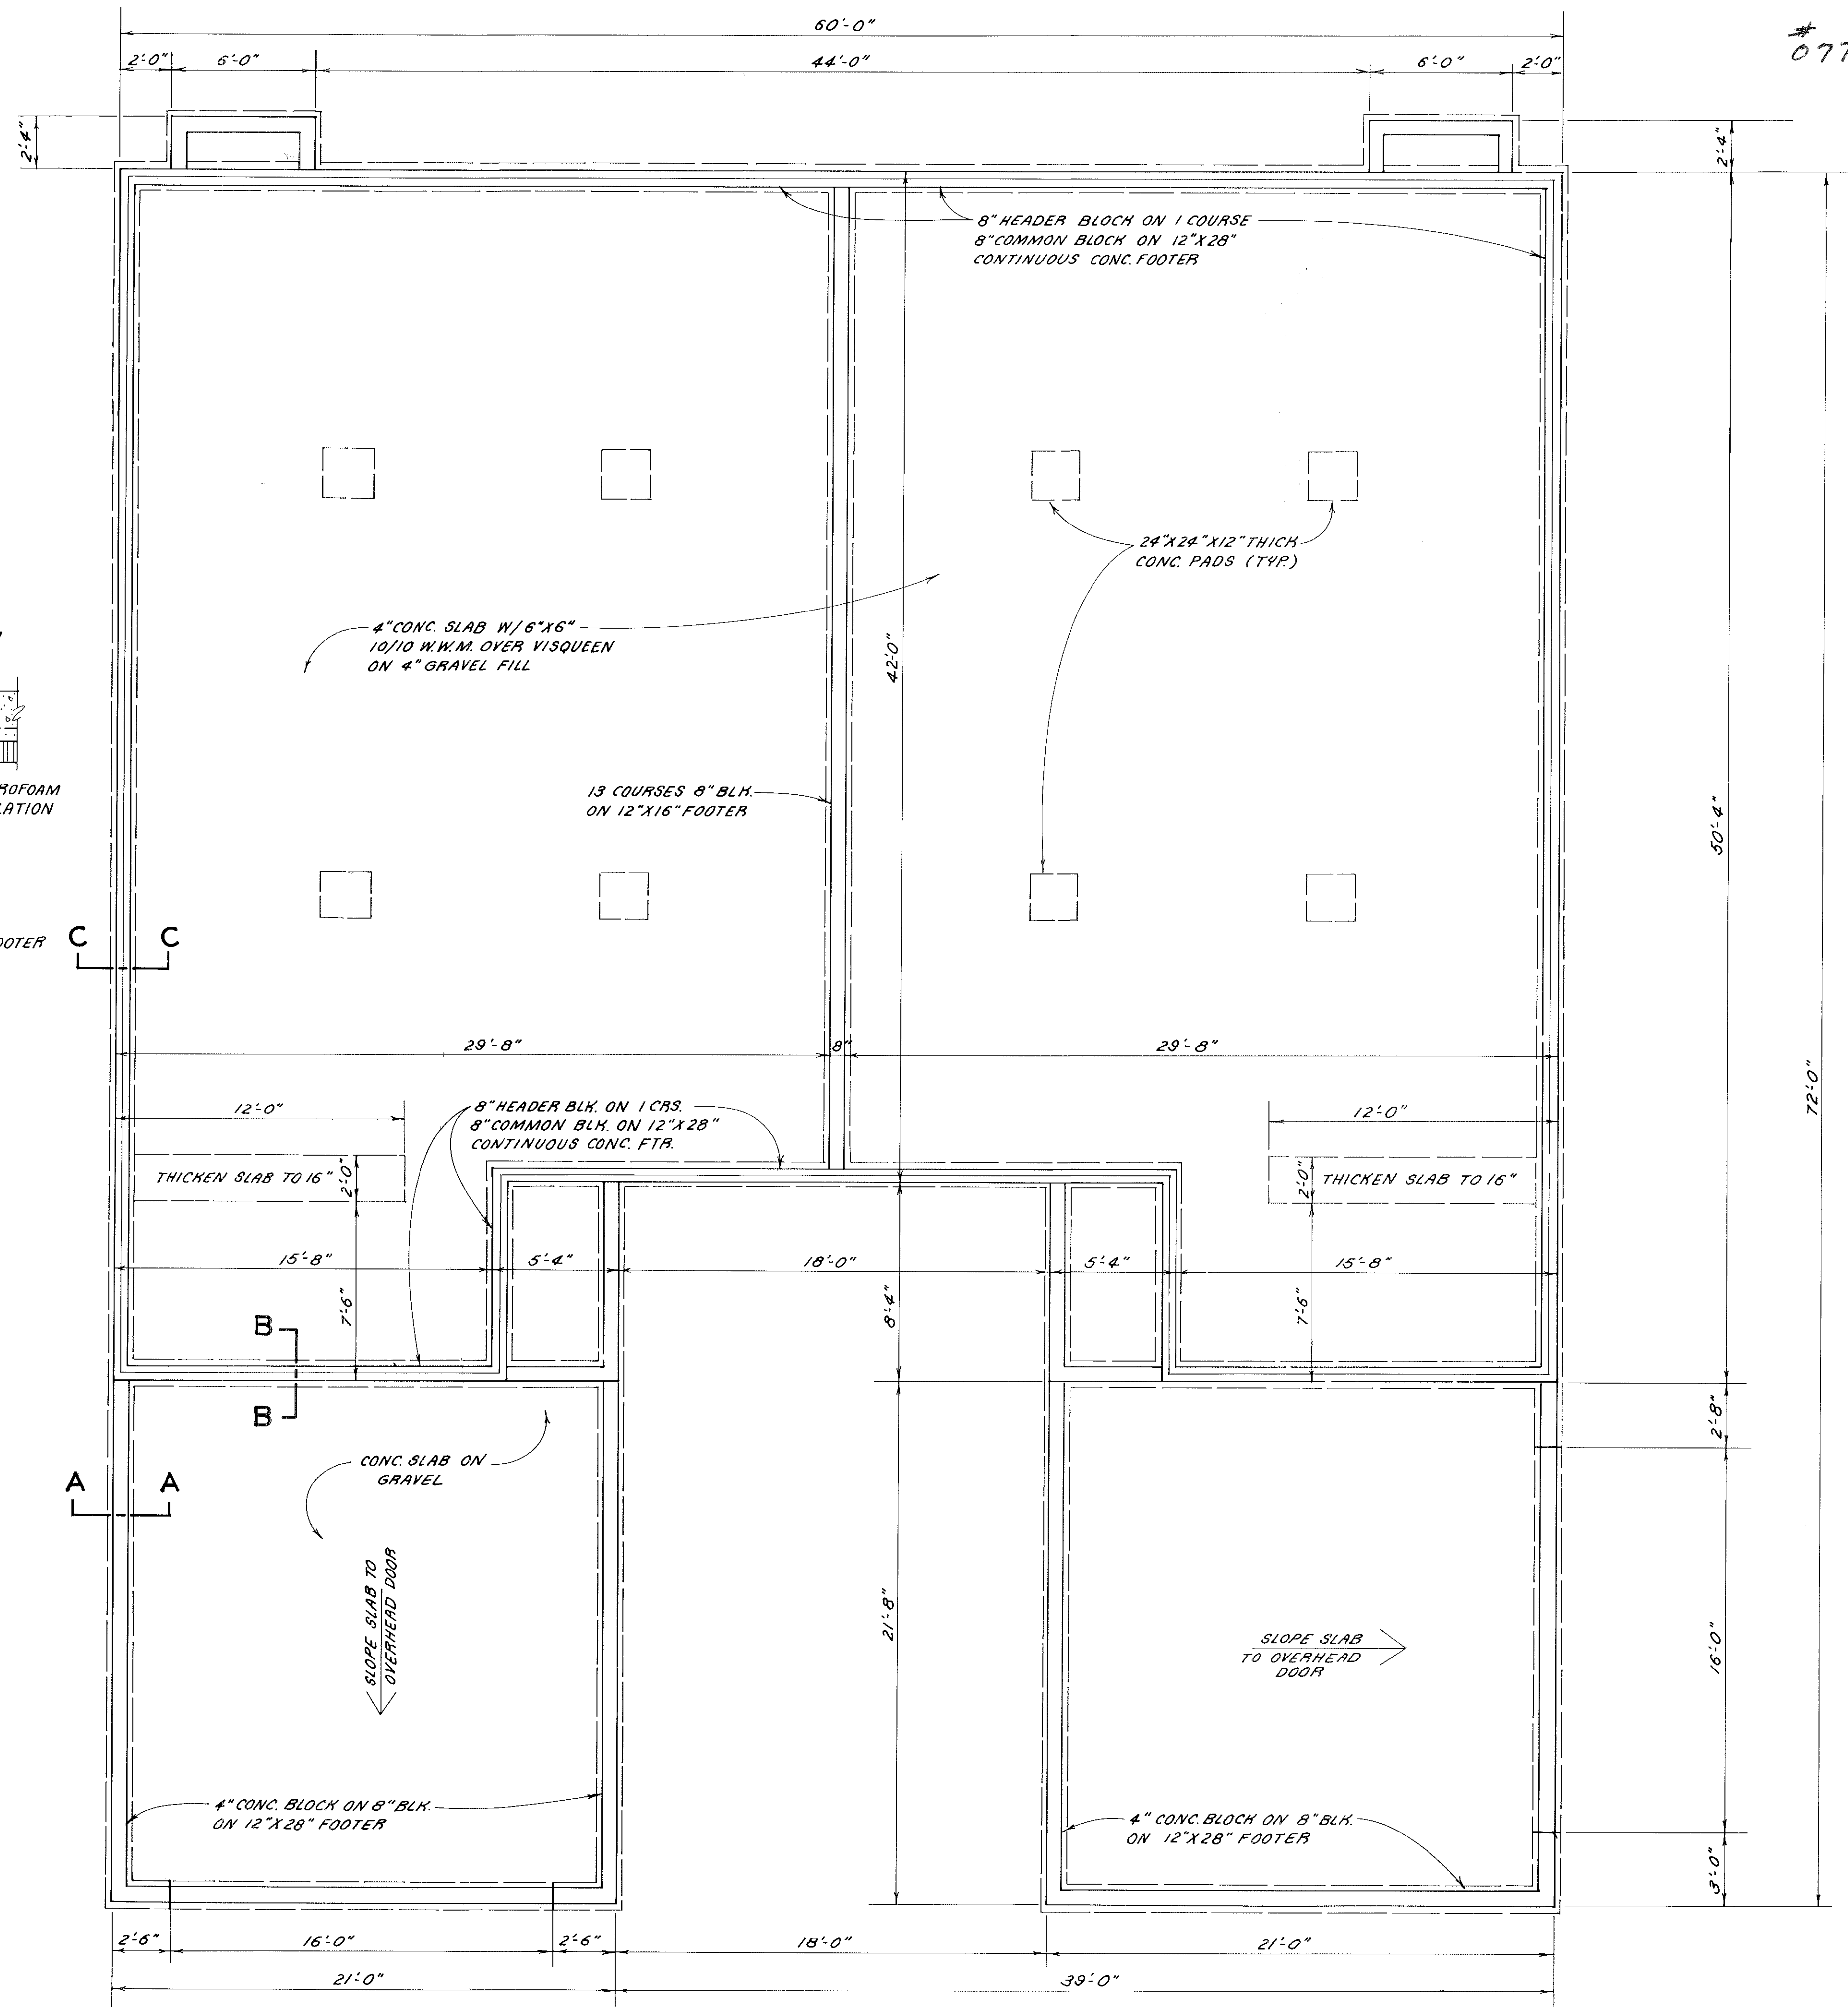 60'-0"
#
077
2'-0" 6'-0" 44'-0" 6'-0" 2'-0"
2'-4"
2'-4"
8" HEADER BLOCK ON 1 COURSE
8" COMMON BLOCK ON 12"X28"
CONTINUOUS CONC. FOOTER
24"X24"X12" THICK
CONC. PADS (TYP.)
4" CONC. SLAB W/ 6"X6"
10/10 W.W.M. OVER VISQUEEN
ON 4" GRAVEL FILL
42'-0"
13 COURSES 8" BLK.
ON 12"X16" FOOTER
50'-4"
72'-0"
C C
29'-8" 8" 29'-8"
12'-0"
8" HEADER BLK. ON 1 CRS.
8" COMMON BLK. ON 12"X28"
CONTINUOUS CONC. FTR.
12'-0"
THICKEN SLAB TO 16" 2'-0"
2'-0" THICKEN SLAB TO 16"
15'-8" 5'-4" 18'-0" 5'-4" 15'-8"
7'-6" 8'-4" 7'-6"
B
B
2'-8"
CONC. SLAB ON
GRAVEL
A A
SLOPE SLAB TO
OVERHEAD DOOR
21'-8"
SLOPE SLAB
TO OVERHEAD
DOOR
16'-0"
4" CONC. BLOCK ON 8" BLK.
ON 12"X28" FOOTER
4" CONC. BLOCK ON 8" BLK.
ON 12"X28" FOOTER
3'-0"
2'-6" 16'-0" 2'-6" 18'-0" 21'-0"
21'-0" 39'-0"